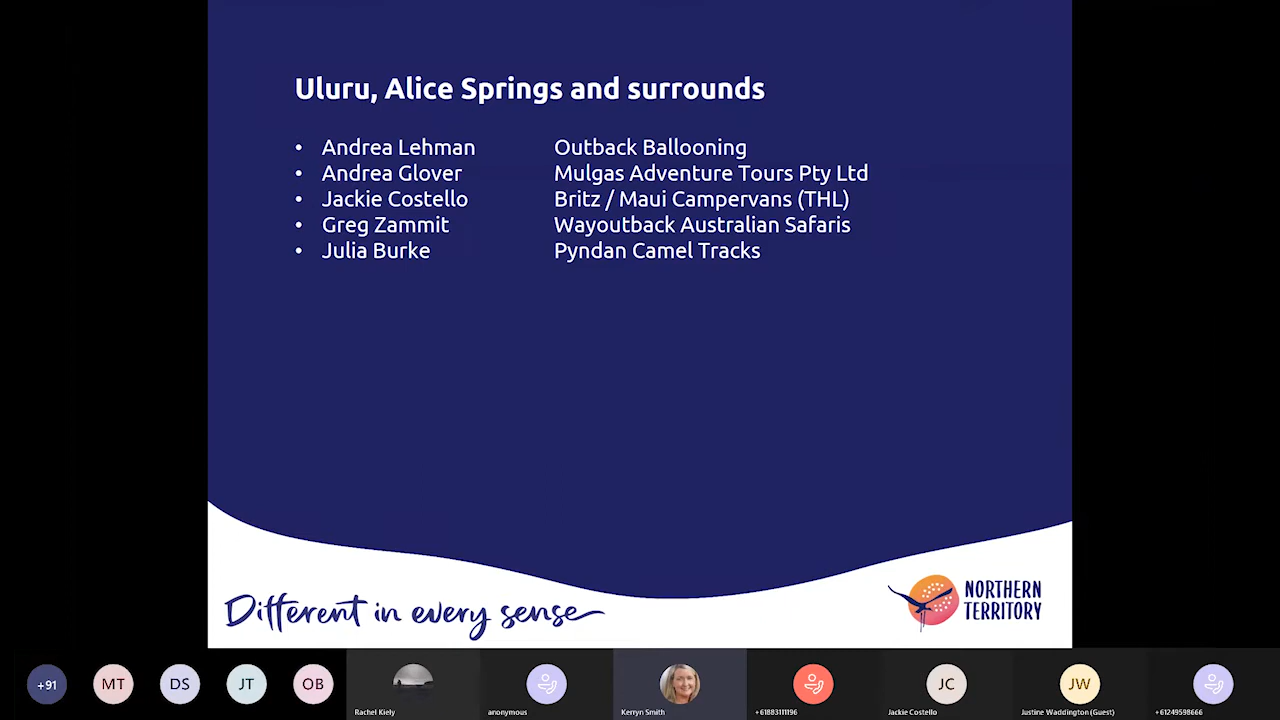 Uluru, Alice Springs and surrounds
• Andrea Lehman Outback Ballooning
• Andrea Glover Mulgas Adventure Tours Pty Ltd
• Jackie Costello Britz / Maui Campervans (THL)
• Greg Zammit Wayoutback Australian Safaris
• Julia Burke Pyndan Camel Tracks
Different in every sense
NORTHERN
TERRITORY
+91 MT DS JT OB JC JW
Rachel Kiely anonymous Kerryn Smith +61883111196 Jackie Costello Justine Waddington (Guest) +61249598666